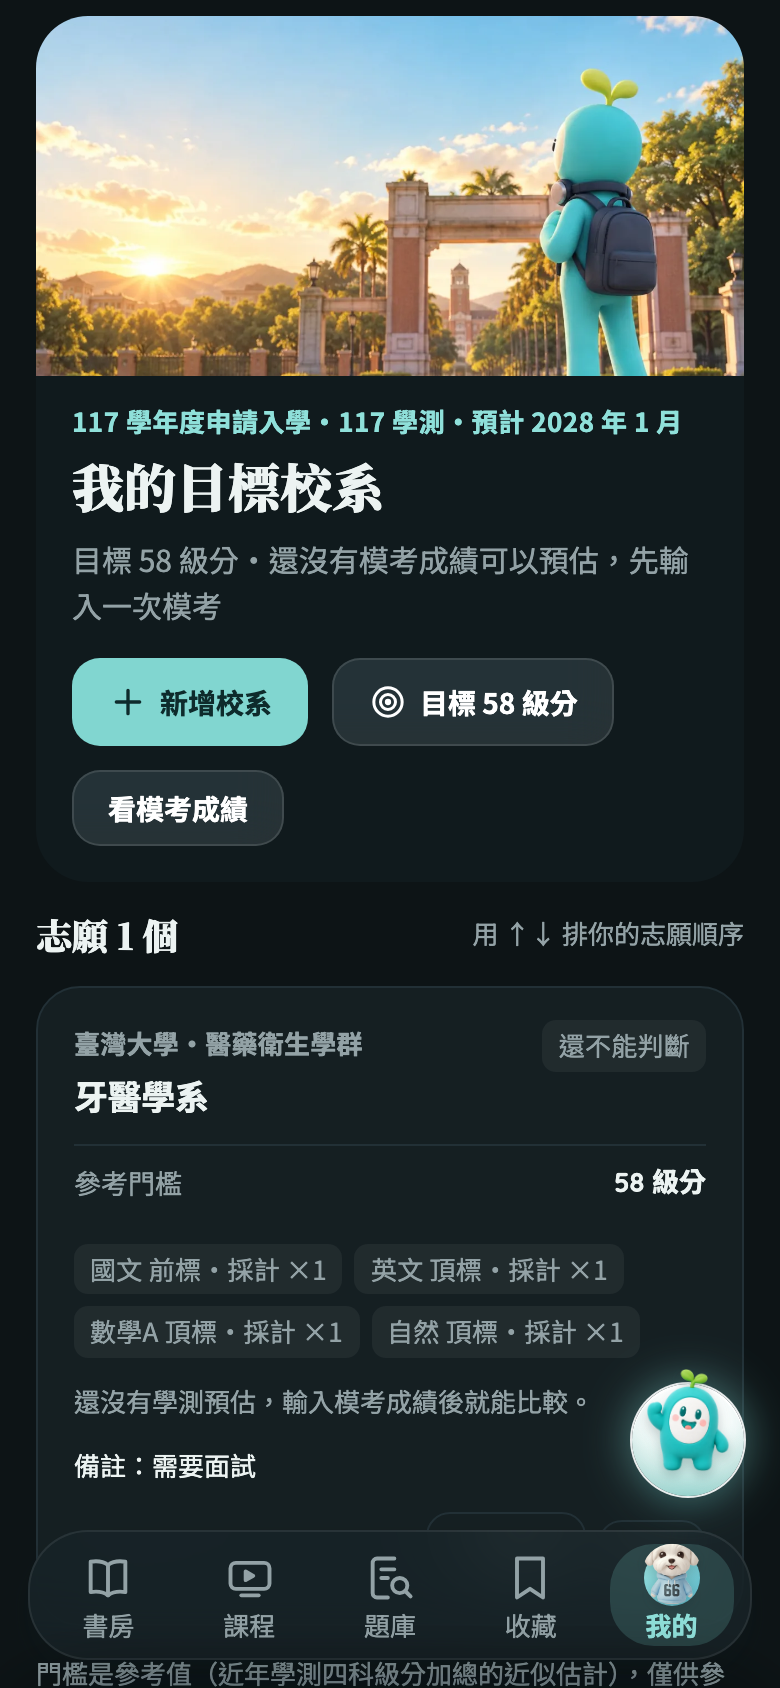 117 學年度申請入學・117 學測・預計 2028 年 1 月
我的目標校系
目標 58 級分・還沒有模考成績可以預估，先輸
入一次模考
新增校系
目標 58 級分
看模考成績
志願 1 個
用 ↑ ↓ 排你的志願順序
臺灣大學・醫藥衛生學群
還不能判斷
牙醫學系
參考門檻
58 級分
國文 前標・採計 ×1
英文 頂標・採計 ×1
數學A 頂標・採計 ×1
自然 頂標・採計 ×1
還沒有學測預估，輸入模考成績後就能比較。
備註：需要面試
書房
課程
題庫
收藏
66
我的
門檻是參考值（近年學測四科級分加總的近似估計），僅供參